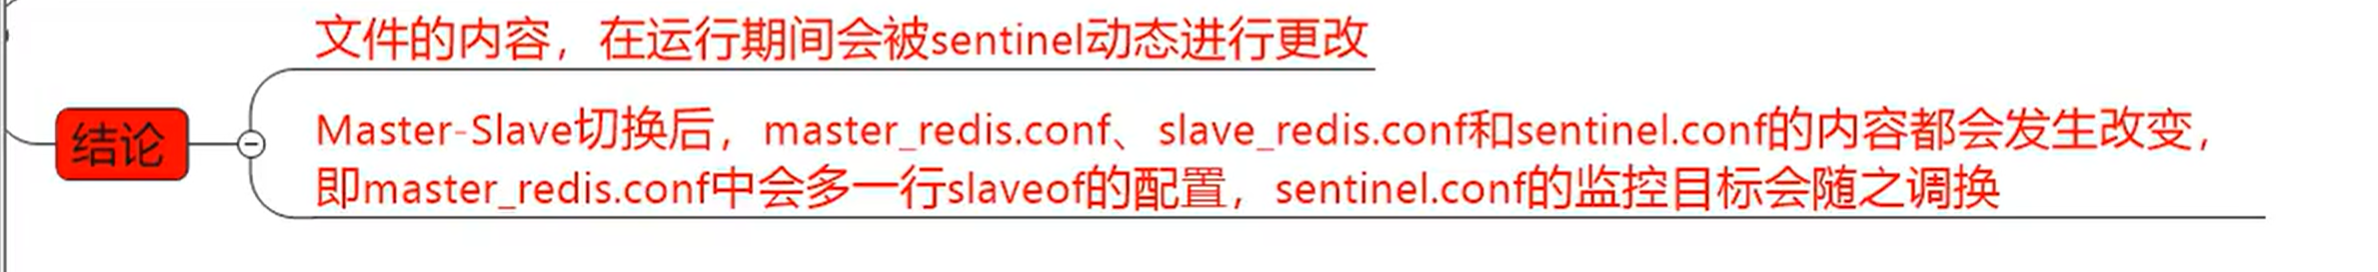 文件的内容，在运行期间会被sentinel动态进行更改
结论
Master-Slave切换后，master_redis.conf、slave_redis.conf和sentinel.conf的内容都会发生改变，
即master_redis.conf中会多一行slaveof的配置，sentinel.conf的监控目标会随之调换